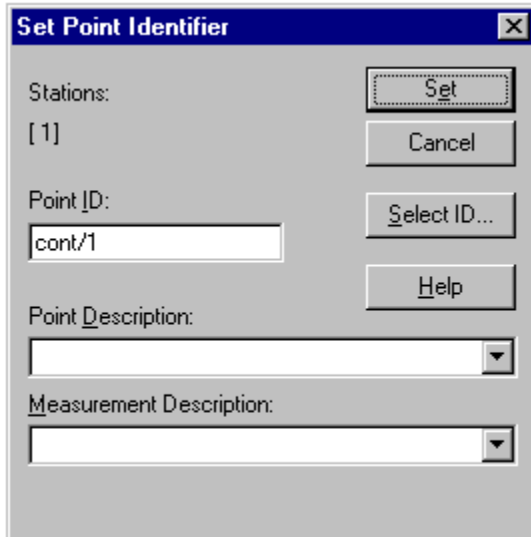 Set Point Identifier
Stations:
[ 1]
Set
Cancel
Point ID:
cont/1
Select ID...
Help
Point Description:
Measurement Description: